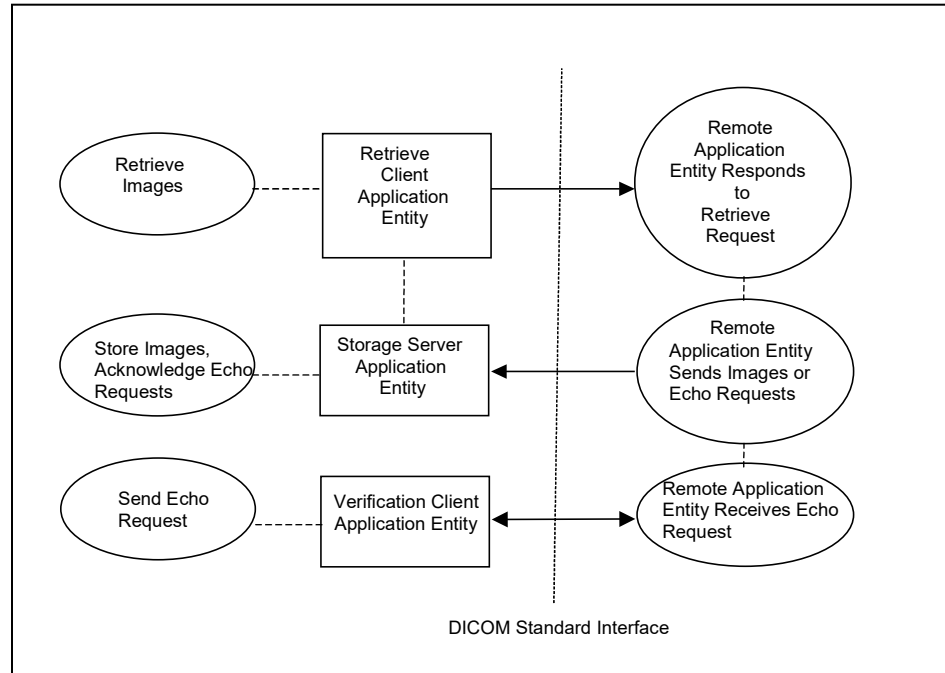 Retrieve
Images
Retrieve
Client
Application
Entity
Remote
Application
Entity Responds
to
Retrieve
Request
Store Images,
Acknowledge Echo
Requests
Storage Server
Application
Entity
Remote
Application Entity
Sends Images or
Echo Requests
Send Echo
Request
Verification Client
Application Entity
Remote Application
Entity Receives Echo
Request
DICOM Standard Interface